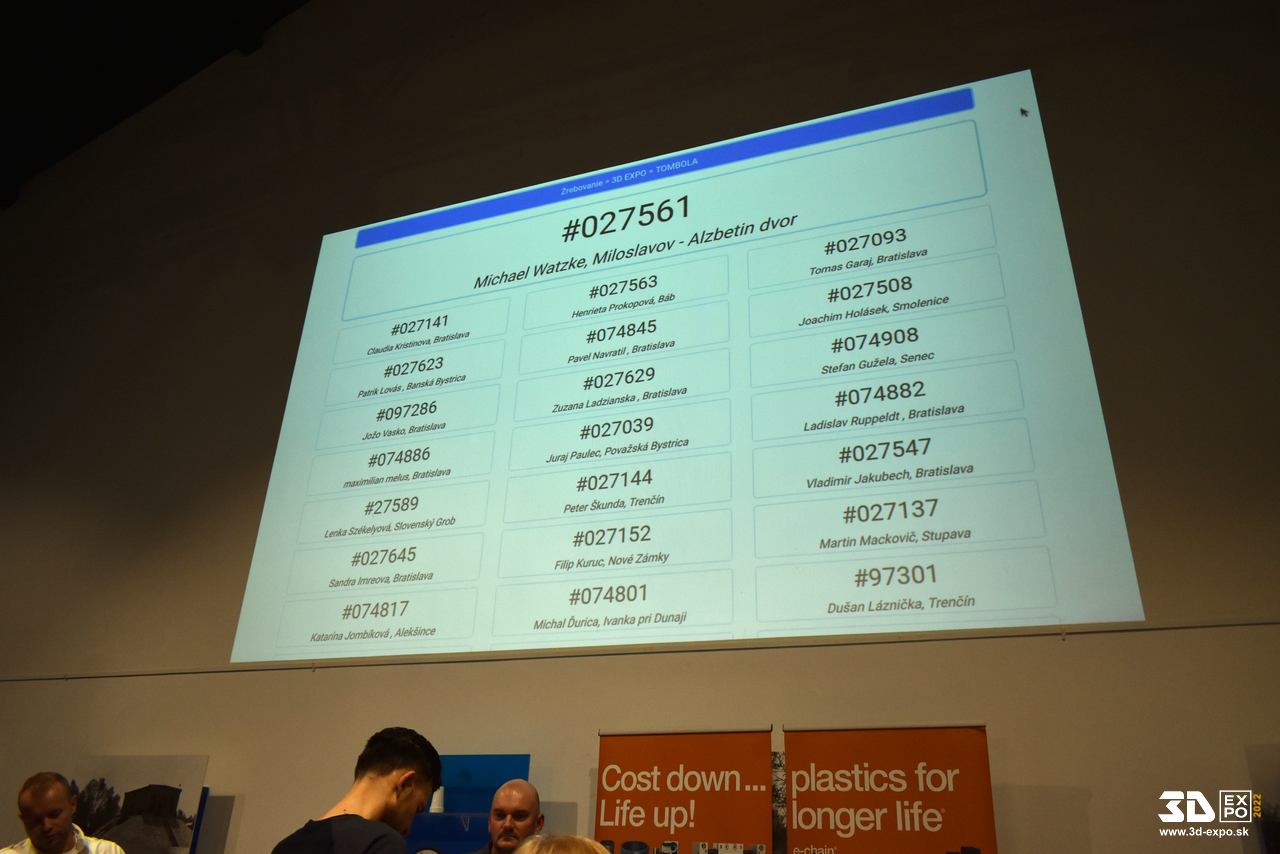 Žrebovanie = 3D EXPO = TOMBOLA
#027561
Michael Watzke, Miloslavov - Alzbetin dvor
#027141
Claudia Kristinova, Bratislava
#027563
Henrieta Prokopová, Báb
#027093
Tomas Garaj, Bratislava
#027623
Patrik Lovás , Banská Bystrica
#074845
Pavel Navratil , Bratislava
#027508
Joachim Holásek, Smolenice
#097286
Jožo Vasko, Bratislava
#027629
Zuzana Ladzianska , Bratislava
#074908
Stefan Gužela, Senec
#074886
maximilian melus, Bratislava
#027039
Juraj Paulec, Považská Bystrica
#074882
Ladislav Ruppeldt , Bratislava
#27589
Lenka Székelyová, Slovenský Grob
#027144
Peter Škunda, Trenčín
#027547
Vladimir Jakubech, Bratislava
#027645
Sandra Imreova, Bratislava
#027152
Filip Kuruc, Nové Zámky
#027137
Martin Mackovič, Stupava
#074817
Katarína Jombíková , Alekšince
#074801
Michal Ďurica, Ivanka pri Dunaji
#97301
Dušan Láznička, Trenčín
Cost down...
Life up!
plastics for
longer life®
e-chain®
3D EXPO 2022
www.3d-expo.sk